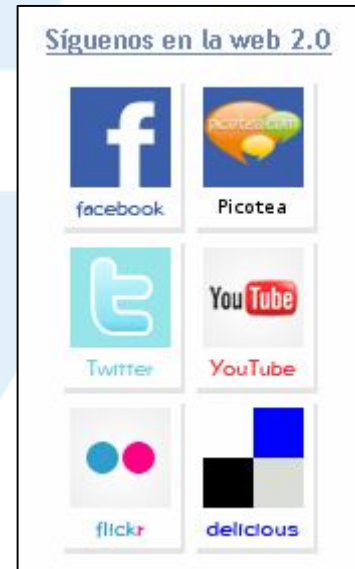 Síguenos en la web 2.0
f
picotea.com
facebook
Picotea
t
You Tube
Twitter
YouTube
flickr
delicious